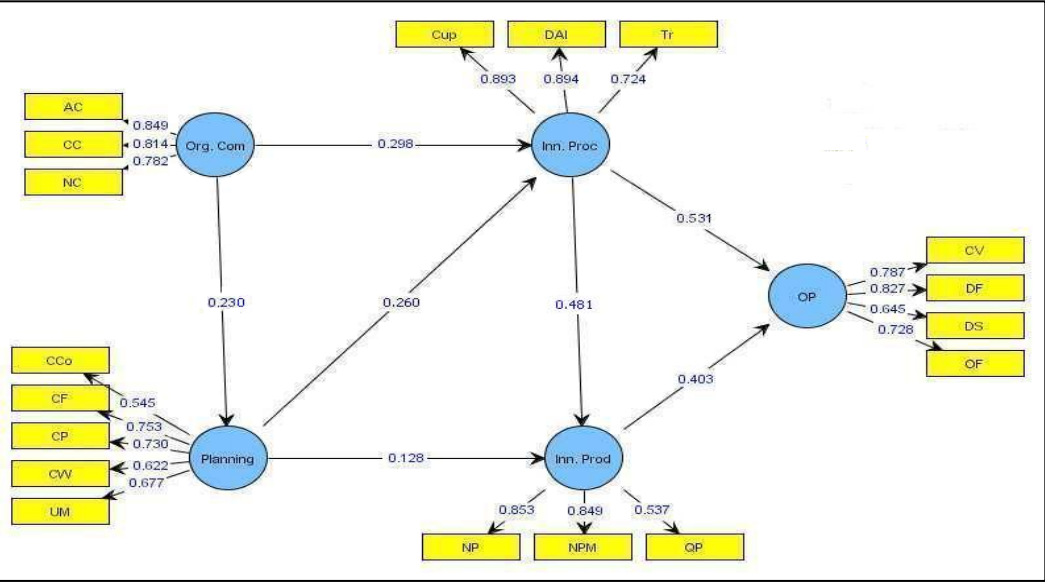 Cup
DAI
Tr
0.893
0.894
0.724
AC
0.849
CC
0.814
NC
0.782
Org. Com
0.298
Inn. Proc
0.531
0.230
0.260
0.481
OP
CV
0.787
DF
0.827
DS
0.645
OF
0.728
0.403
CCo
0.545
CF
0.753
CP
0.730
CW
0.622
UM
0.677
Planning
0.128
Inn. Prod
0.853
0.849
0.537
NP
NPM
QP